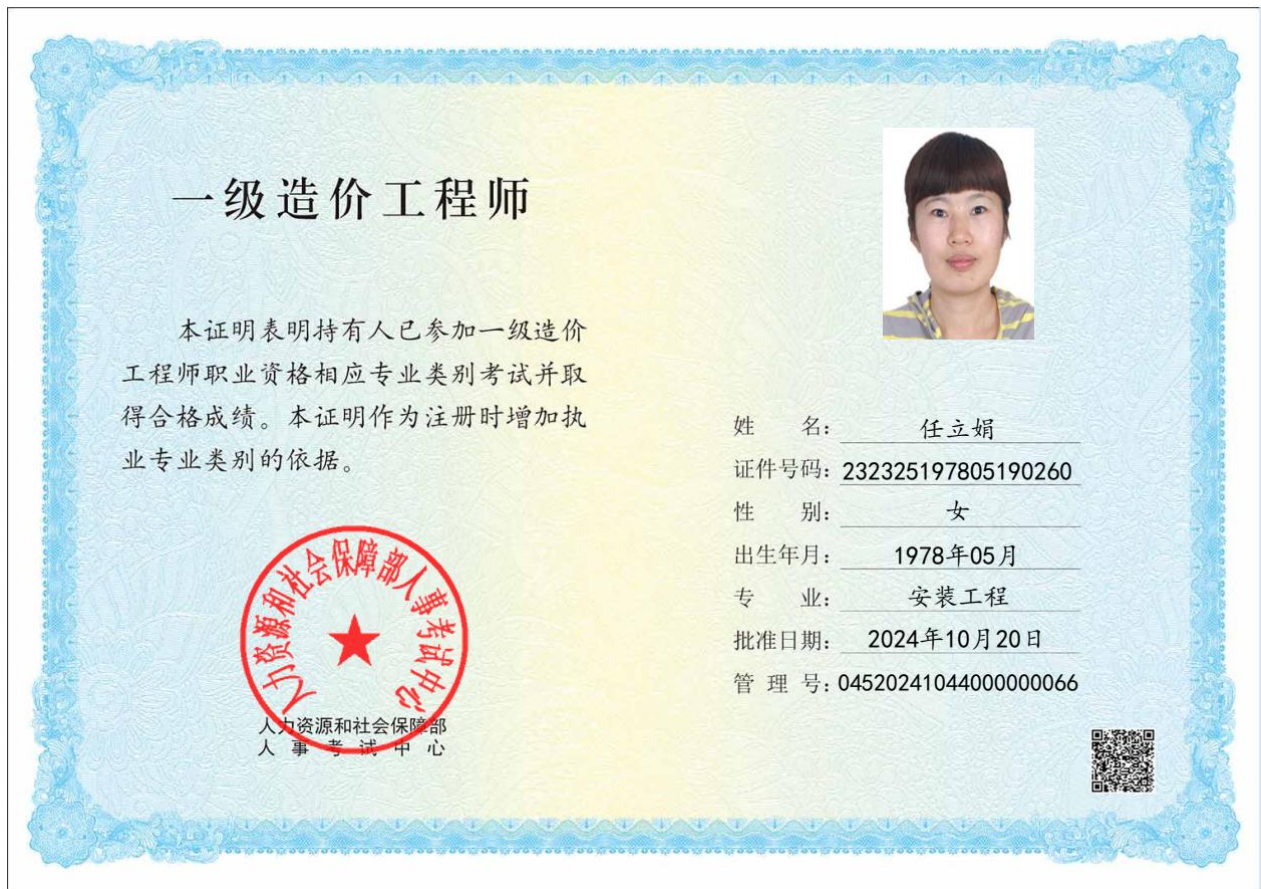 一级造价工程师
本证明表明持有人已参加一级造价
工程师职业资格相应专业类别考试并取
得合格成绩。本证明作为注册时增加执
业专业类别的依据。
人力资源和社会保障部人事考试中心
人力资源和社会保障部
人事考试中心
姓 名: 任立娟
证件号码: 232325197805190260
性 别: 女
出生年月: 1978年05月
专 业: 安装工程
批准日期: 2024年10月20日
管 理 号: 04520241044000000066